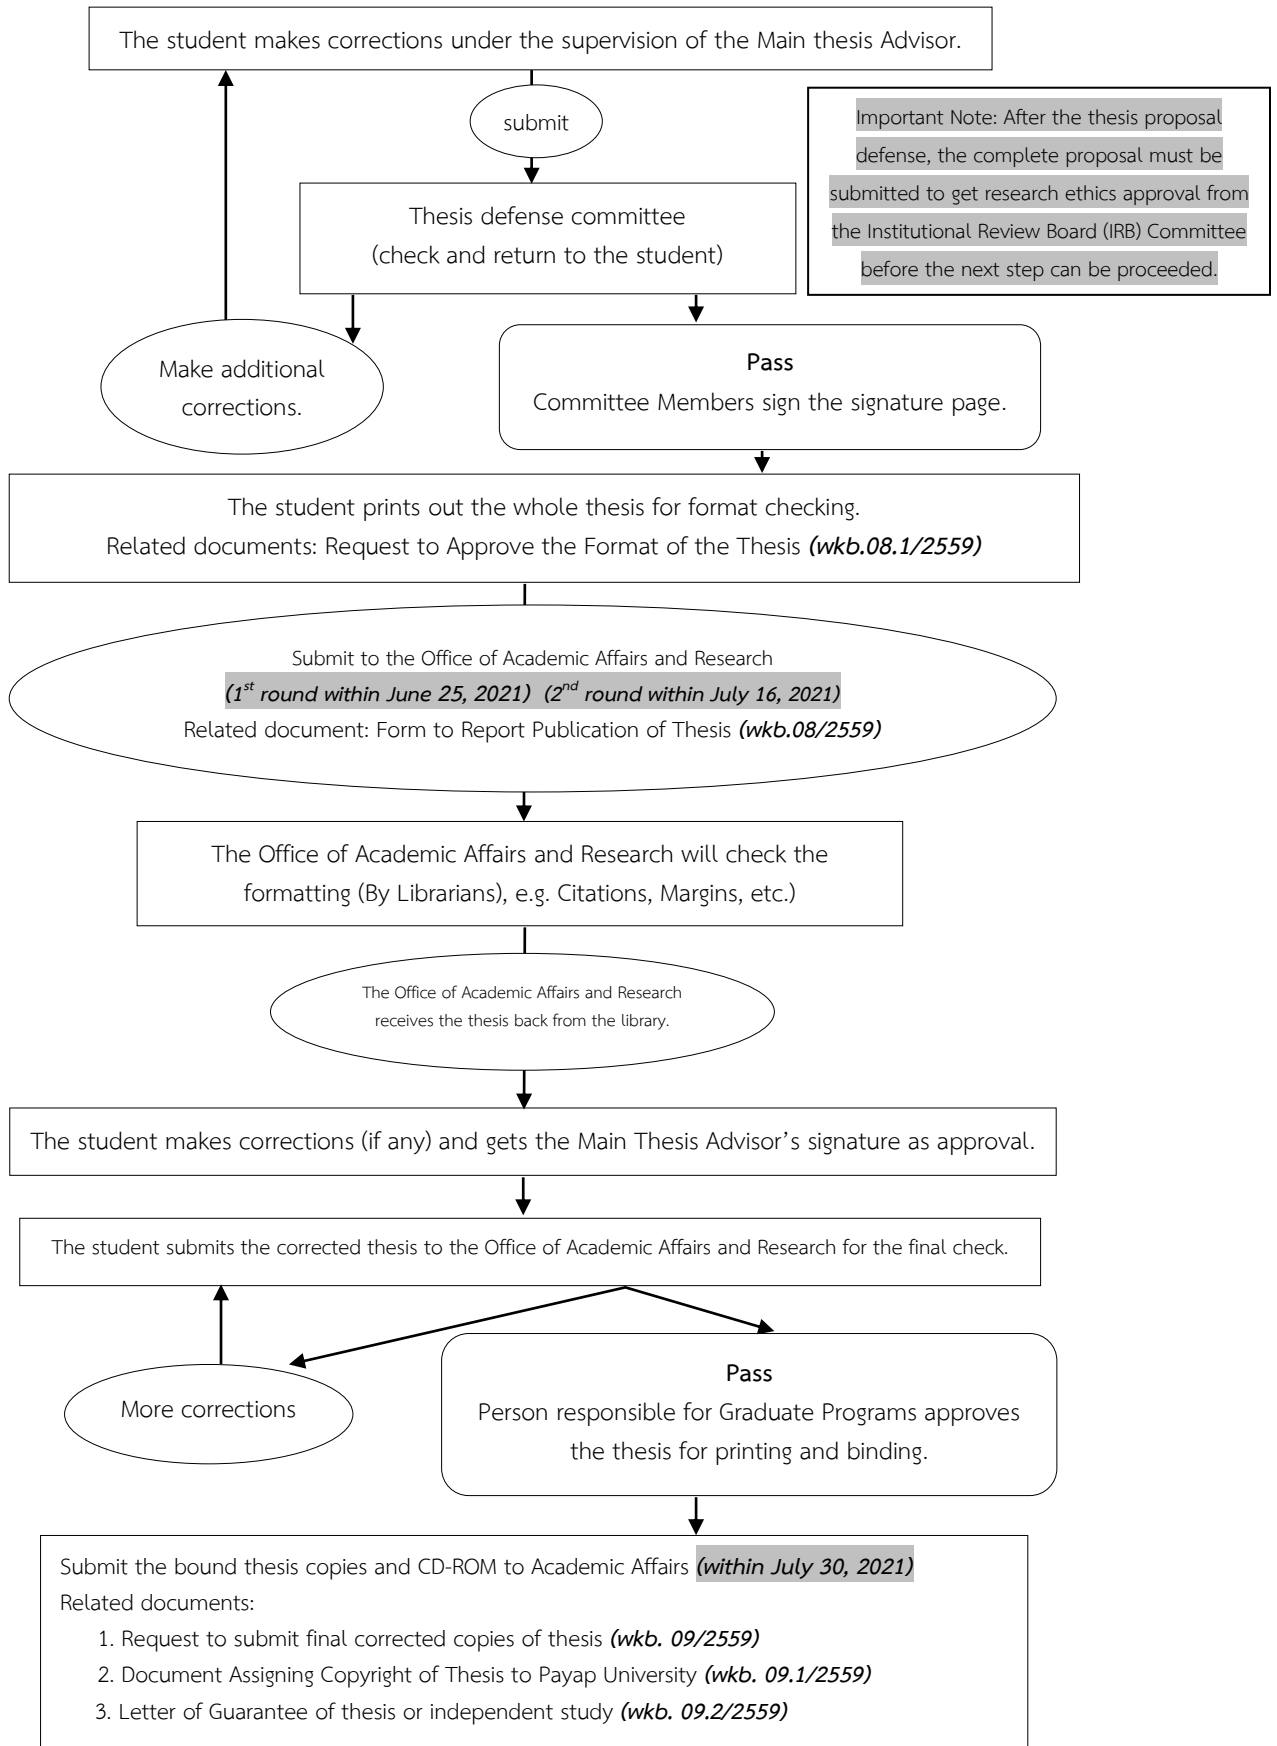 The student makes corrections under the supervision of the Main thesis Advisor.
submit
Important Note: After the thesis proposal
defense, the complete proposal must be
submitted to get research ethics approval from
the Institutional Review Board (IRB) Committee
before the next step can be proceeded.
Thesis defense committee
(check and return to the student)
Make additional
corrections.
Pass
Committee Members sign the signature page.
The student prints out the whole thesis for format checking.
Related documents: Request to Approve the Format of the Thesis (wkb.08.1/2559)
Submit to the Office of Academic Affairs and Research
(1st round within June 25, 2021) (2nd round within July 16, 2021)
Related document: Form to Report Publication of Thesis (wkb.08/2559)
The Office of Academic Affairs and Research will check the
formatting (By Librarians), e.g. Citations, Margins, etc.)
The Office of Academic Affairs and Research
receives the thesis back from the library.
The student makes corrections (if any) and gets the Main Thesis Advisor’s signature as approval.
The student submits the corrected thesis to the Office of Academic Affairs and Research for the final check.
More corrections
Pass
Person responsible for Graduate Programs approves
the thesis for printing and binding.
Submit the bound thesis copies and CD-ROM to Academic Affairs (within July 30, 2021)
Related documents:
1. Request to submit final corrected copies of thesis (wkb. 09/2559)
2. Document Assigning Copyright of Thesis to Payap University (wkb. 09.1/2559)
3. Letter of Guarantee of thesis or independent study (wkb. 09.2/2559)